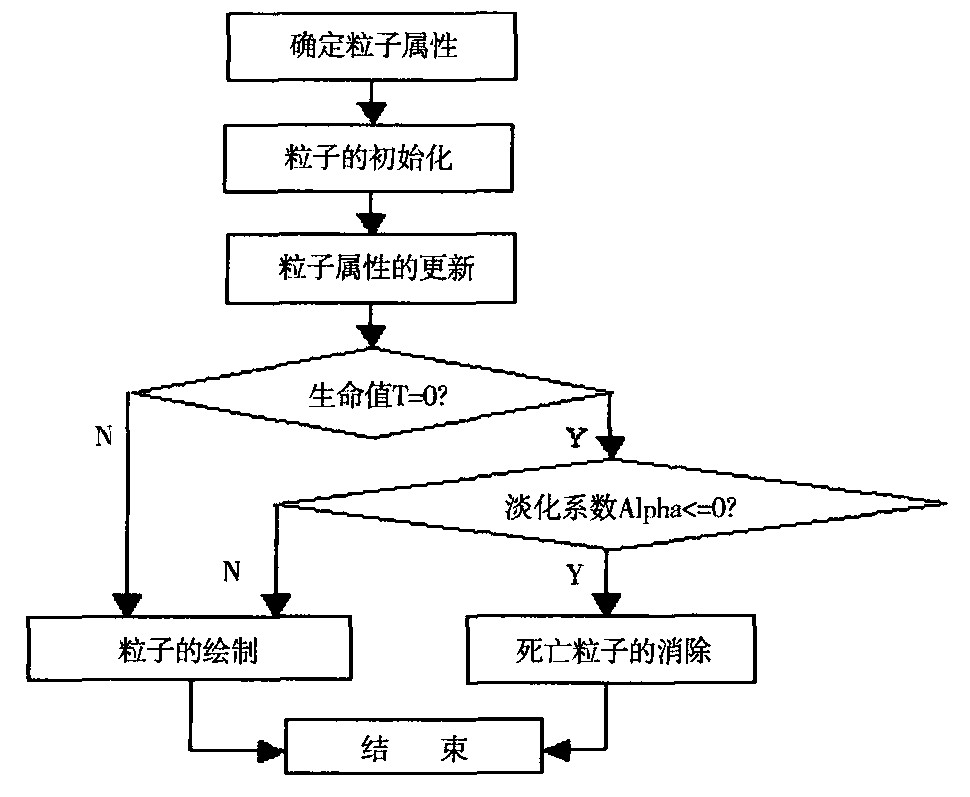 确定粒子属性
粒子的初始化
粒子属性的更新
生命值T=0?
N
Y
淡化系数Alpha<=0?
N
Y
粒子的绘制
死亡粒子的消除
结 束